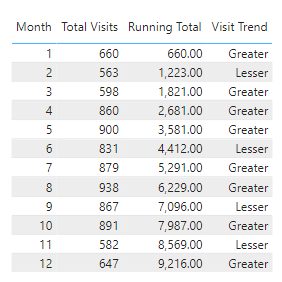 Month Total Visits Running Total Visit Trend
1 660 660.00 Greater
2 563 1,223.00 Lesser
3 598 1,821.00 Greater
4 860 2,681.00 Greater
5 900 3,581.00 Greater
6 831 4,412.00 Lesser
7 879 5,291.00 Greater
8 938 6,229.00 Greater
9 867 7,096.00 Lesser
10 891 7,987.00 Greater
11 582 8,569.00 Lesser
12 647 9,216.00 Greater